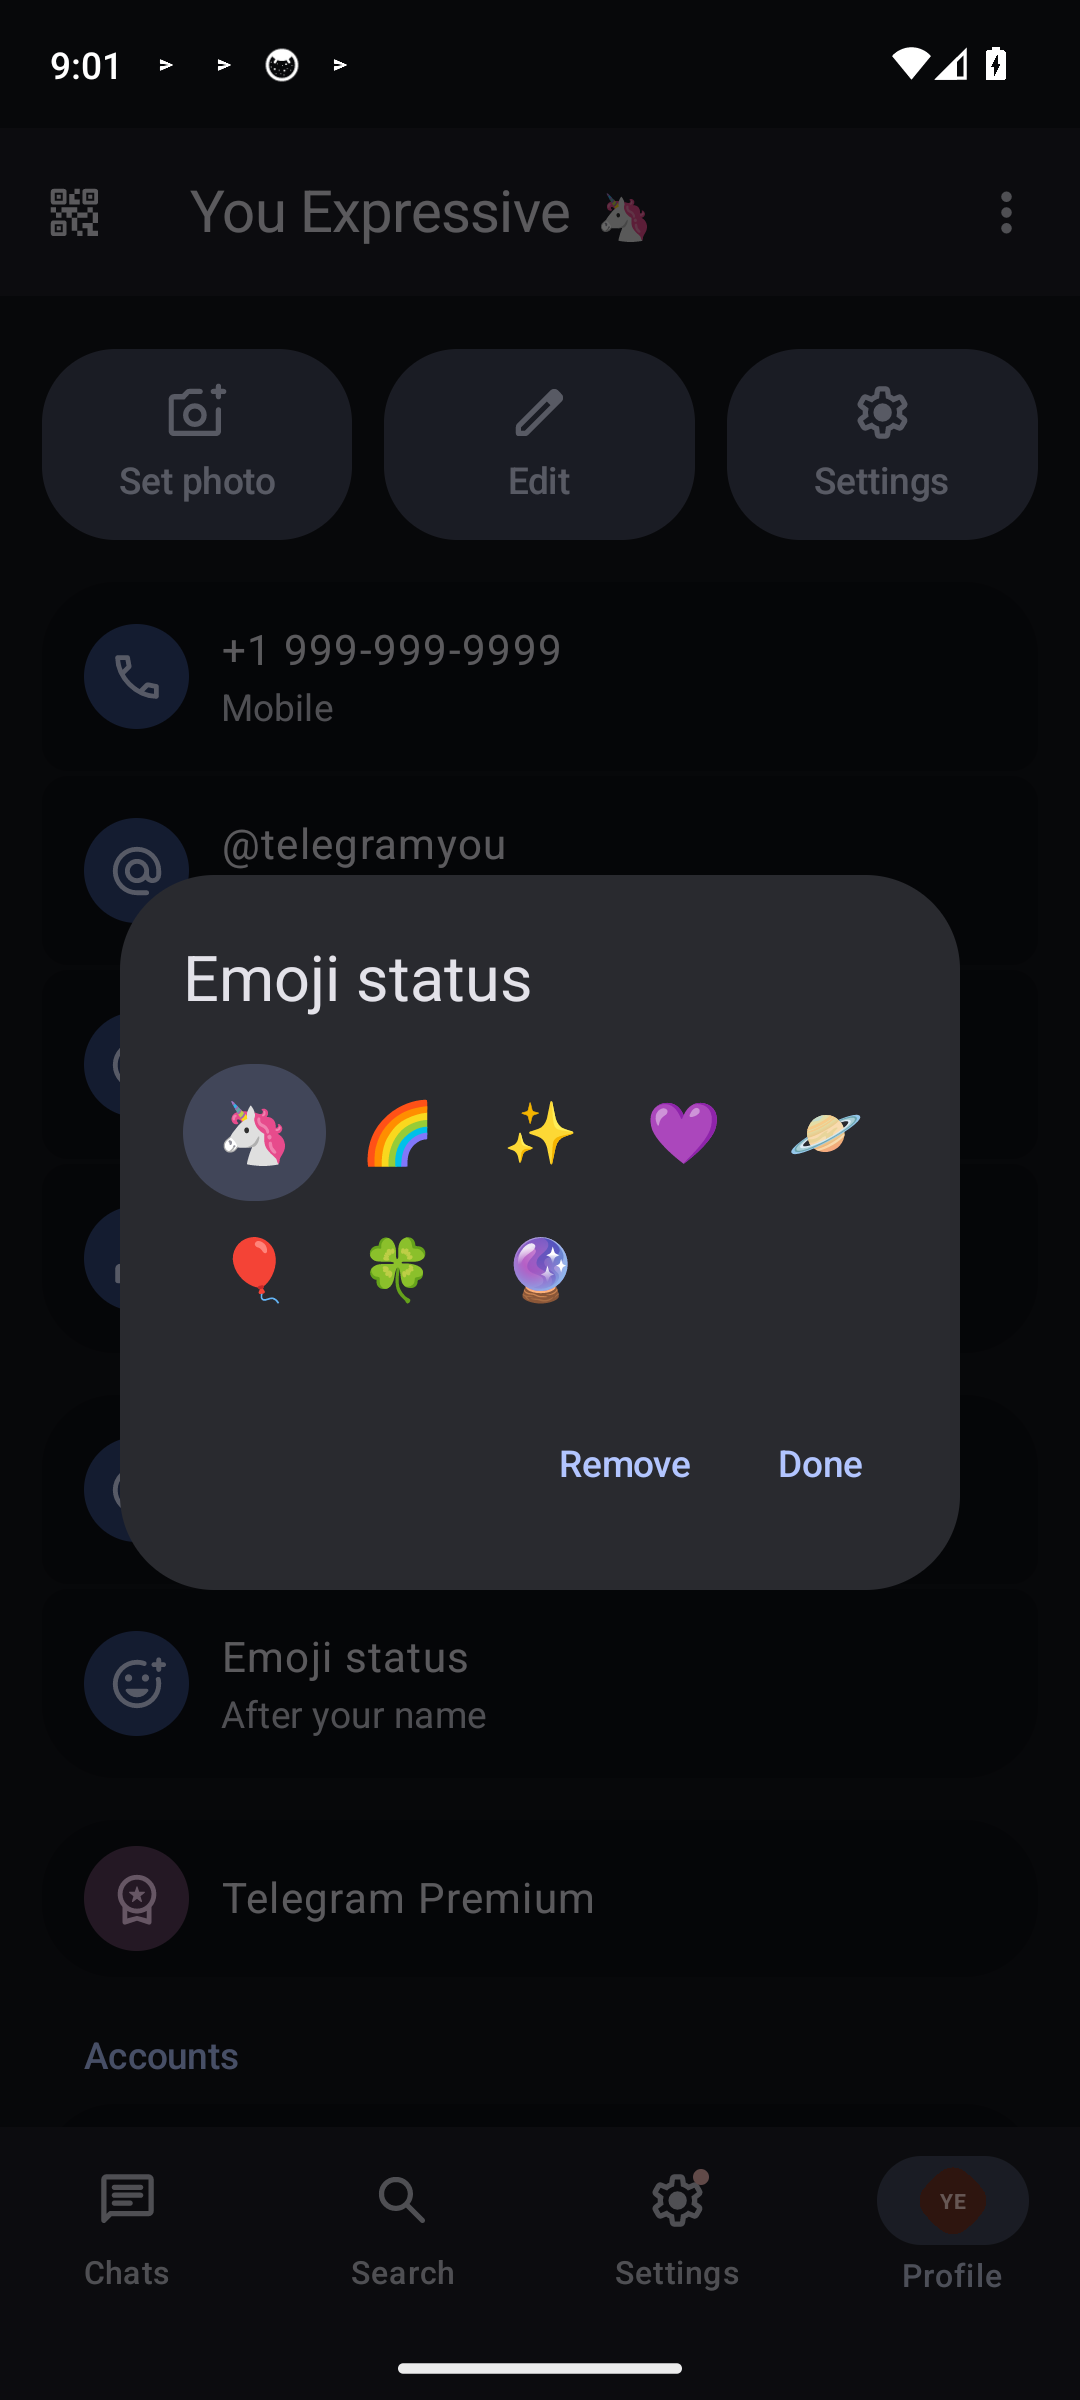 9:01
You Expressive 🦄
Set photo
Edit
Settings
+1 999-999-9999
Mobile
@telegramyou
Emoji status
🦄 🌈 ✨ 💜 🪐
🎈 🍀 🔮
Remove
Done
Emoji status
After your name
Telegram Premium
Accounts
YE
Chats
Search
Settings
Profile